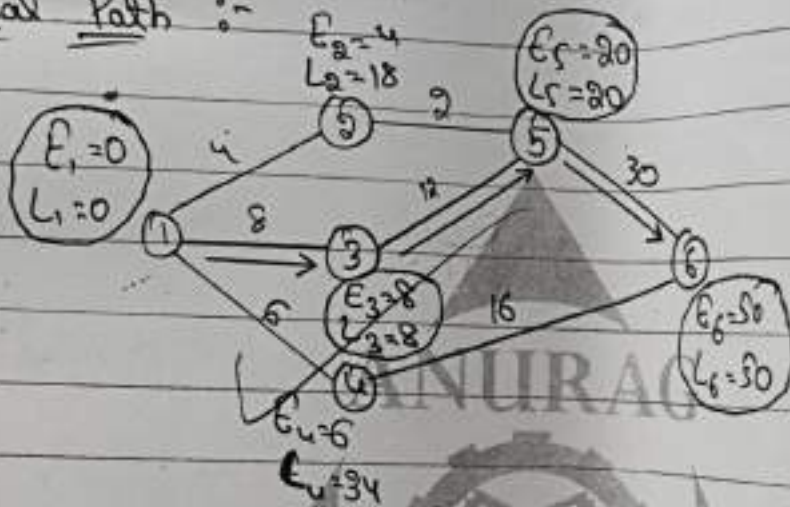 Path :-
E₂=4
L₂=18
E₅=20
L₅=20
E₁=0
L₁=0
4
2
2
5
12
30
1
8
3
6
E₃=8
L₃=8
6
16
E₆=50
L₆=50
4
ANURAG
E₄=6
L₄=34